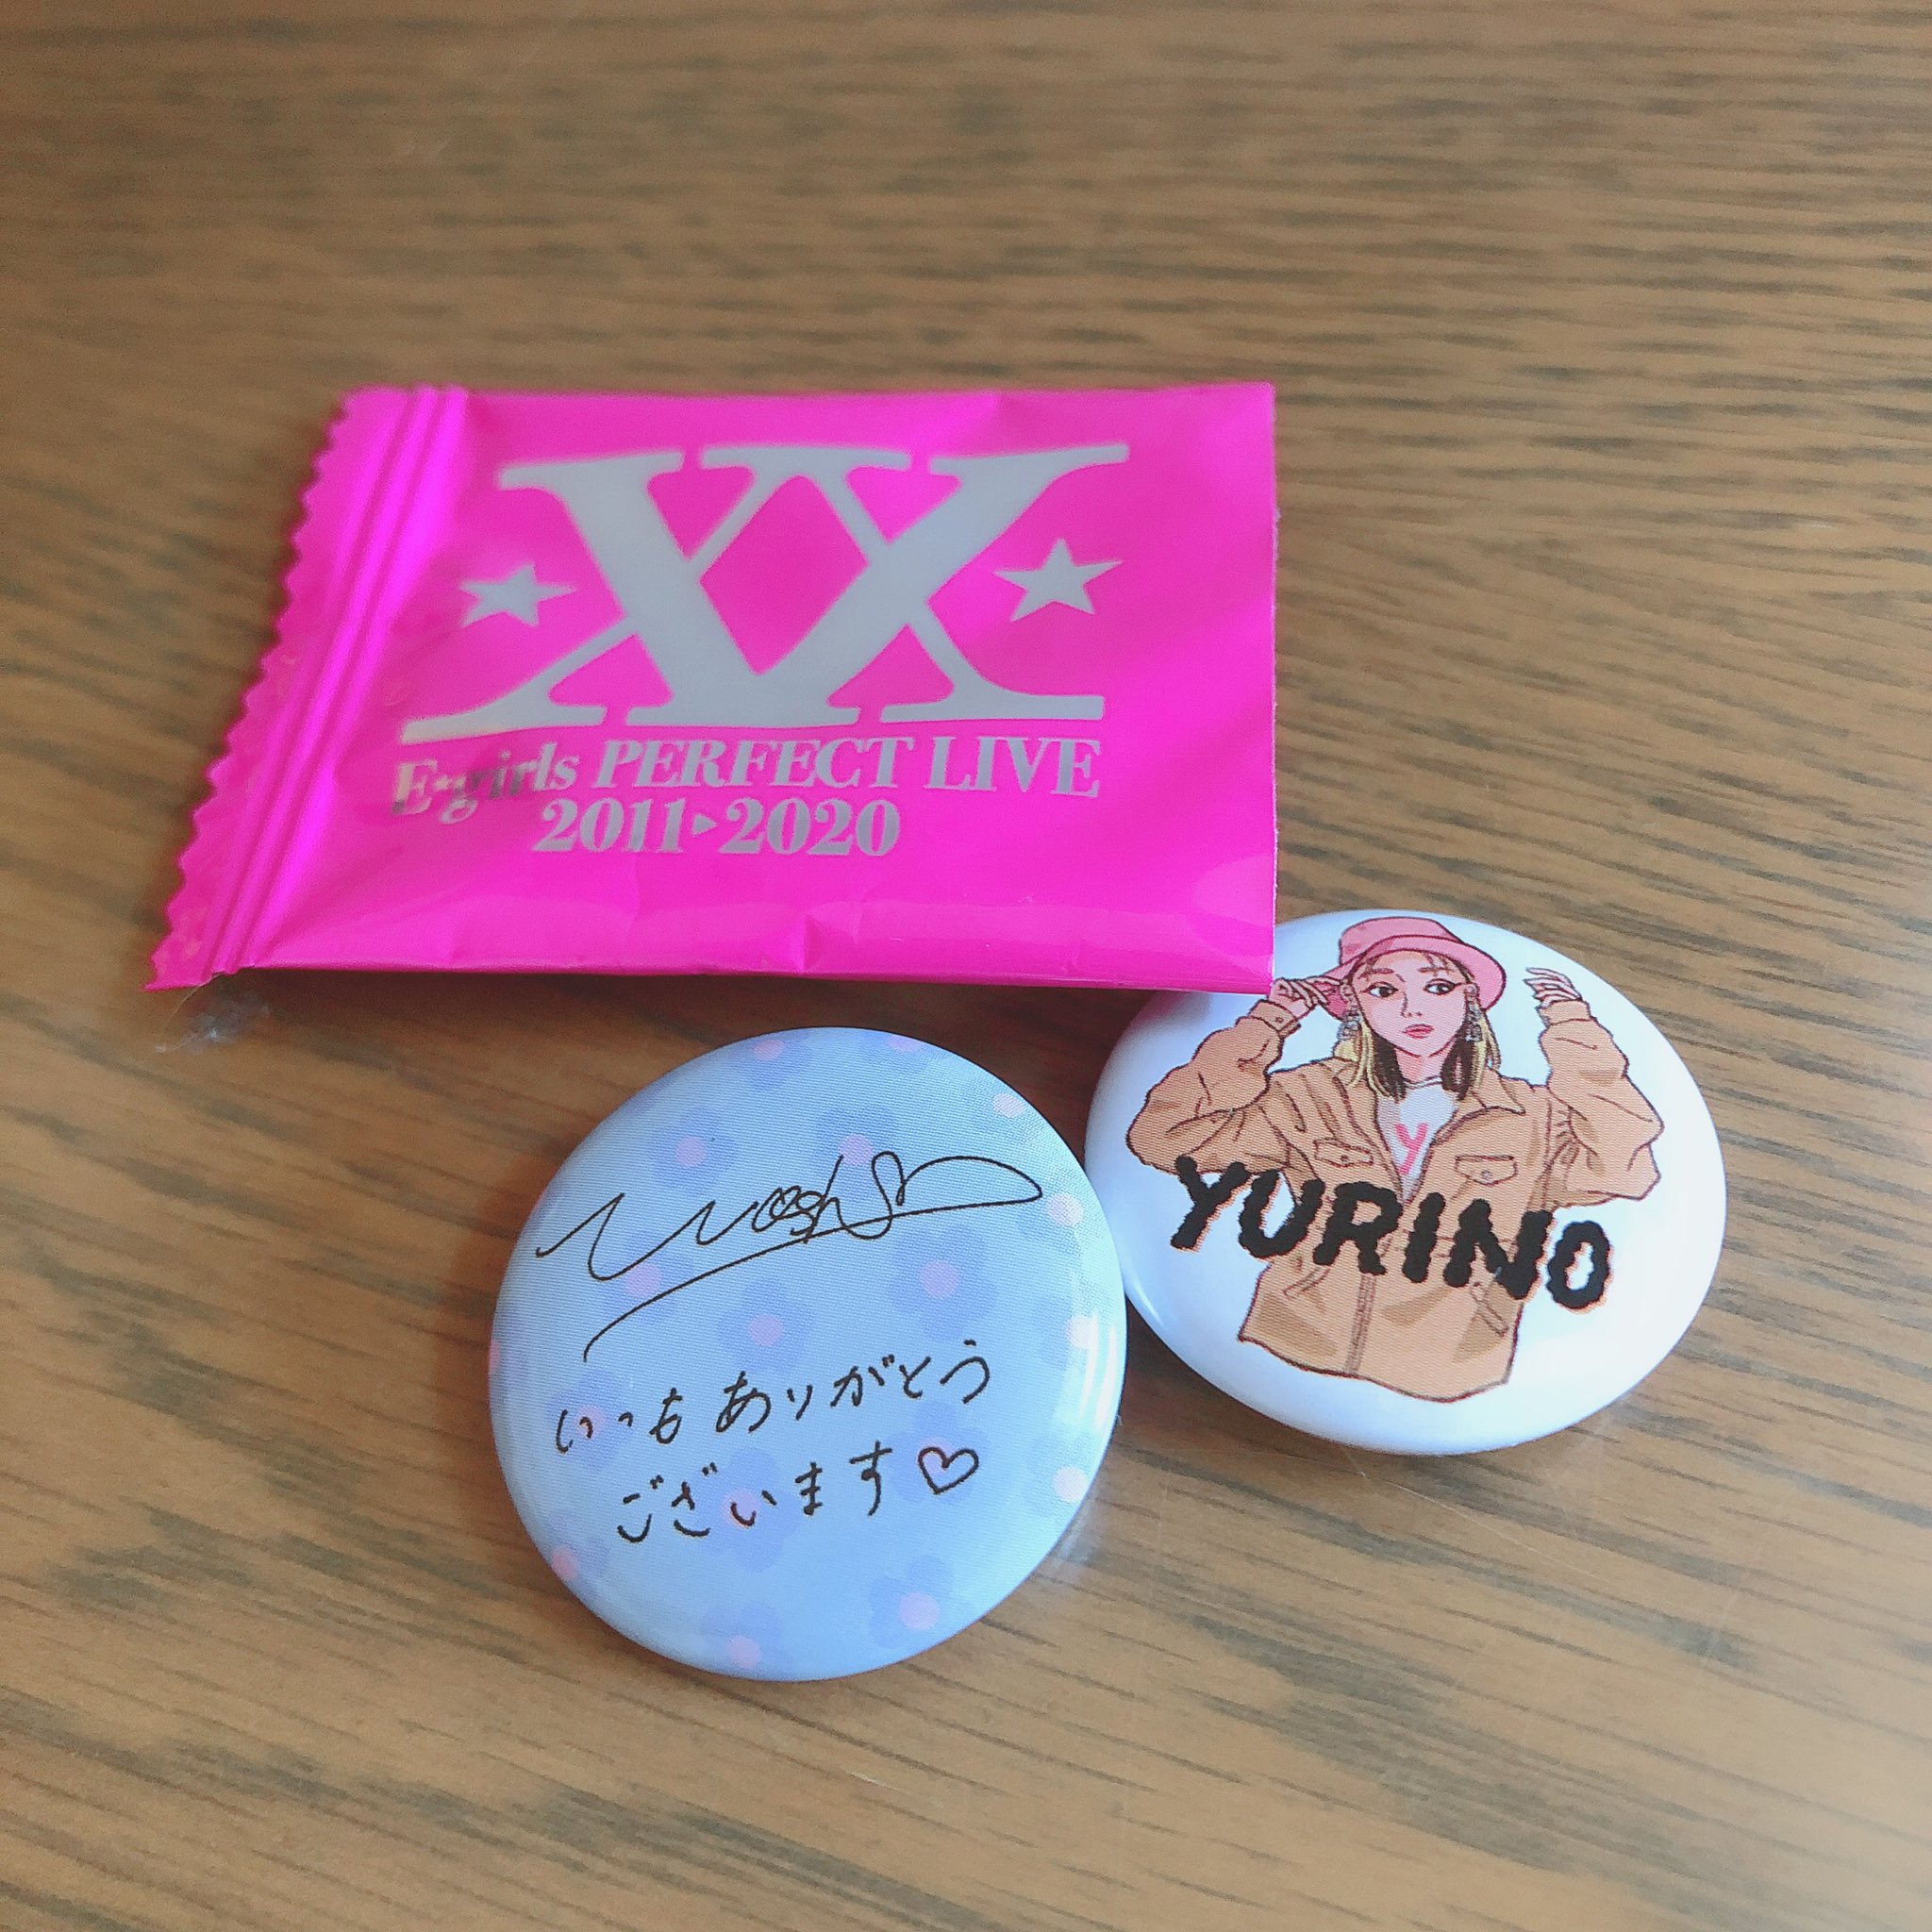 XX
E•girls PERFECT LIVE
2011▶2020
Y
YURINO
いつもありがとう
ございます♡